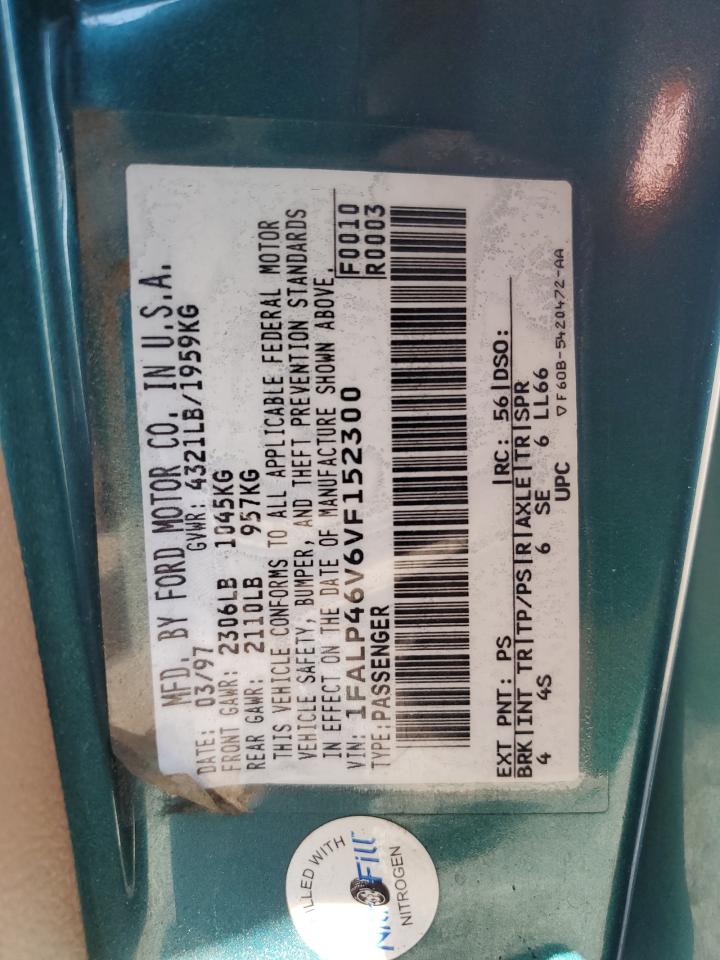 MFD. BY FORD MOTOR CO. IN U.S.A.
DATE: 03/97 GVWR: 4321LB/1959KG
FRONT GAWR: 2306LB 1045KG
REAR GAWR: 2110LB 957KG
THIS VEHICLE CONFORMS TO ALL APPLICABLE FEDERAL MOTOR
VEHICLE SAFETY, BUMPER, AND THEFT PREVENTION STANDARDS
IN EFFECT ON THE DATE OF MANUFACTURE SHOWN ABOVE.
VIN: 1FALP46V6VF152300 F0010
TYPE: PASSENGER R0003
EXT PNT: PS |RC: 56|DSO:
BRK|INT TR|TP/PS|R|AXLE|TR|SPR
4 4S 6 SE 6 LL66
UPC ▽F60B-5420472-AA
FILLED WITH
NitroFill™
NITROGEN